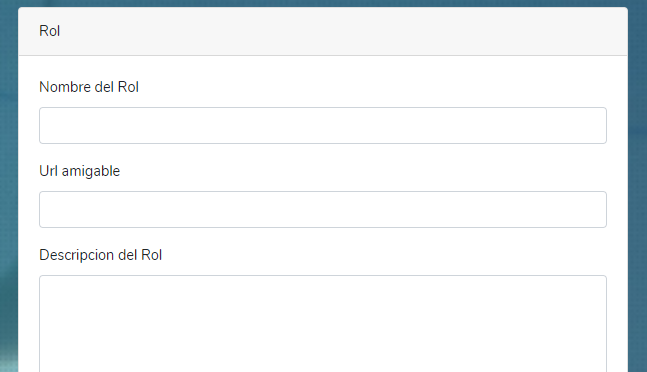 Rol
Nombre del Rol
Url amigable
Descripcion del Rol